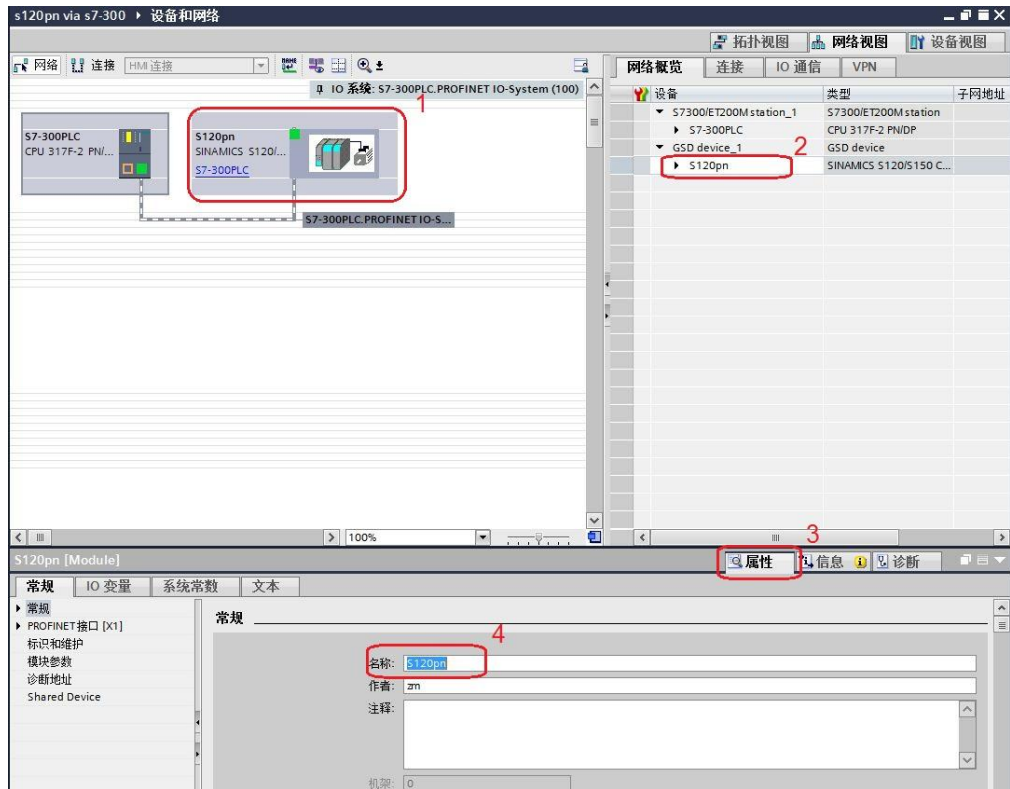 s120pn via s7-300 ▸ 设备和网络
拓扑视图 网络视图 设备视图
网络 连接 HMI 连接
网络概览 连接 IO 通信 VPN
IO 系统: S7-300PLC.PROFINET IO-System (100)
1
S7-300PLC
CPU 317F-2 PN/...
S120pn
SINAMICS S120/...
S7-300PLC
S7-300PLC.PROFINET IO-S...
设备 类型 子网地址
S7300/ET200M station_1 S7300/ET200M station
S7-300PLC CPU 317F-2 PN/DP
GSD device_1 GSD device
2
S120pn SINAMICS S120/S150 C...
100%
3
S120pn [Module]
属性 信息 诊断
常规 IO 变量 系统常数 文本
常规
PROFINET接口 [X1]
标识和维护
模块参数
诊断地址
Shared Device
常规
4
名称: S120pn
作者: zm
注释:
机架: 0